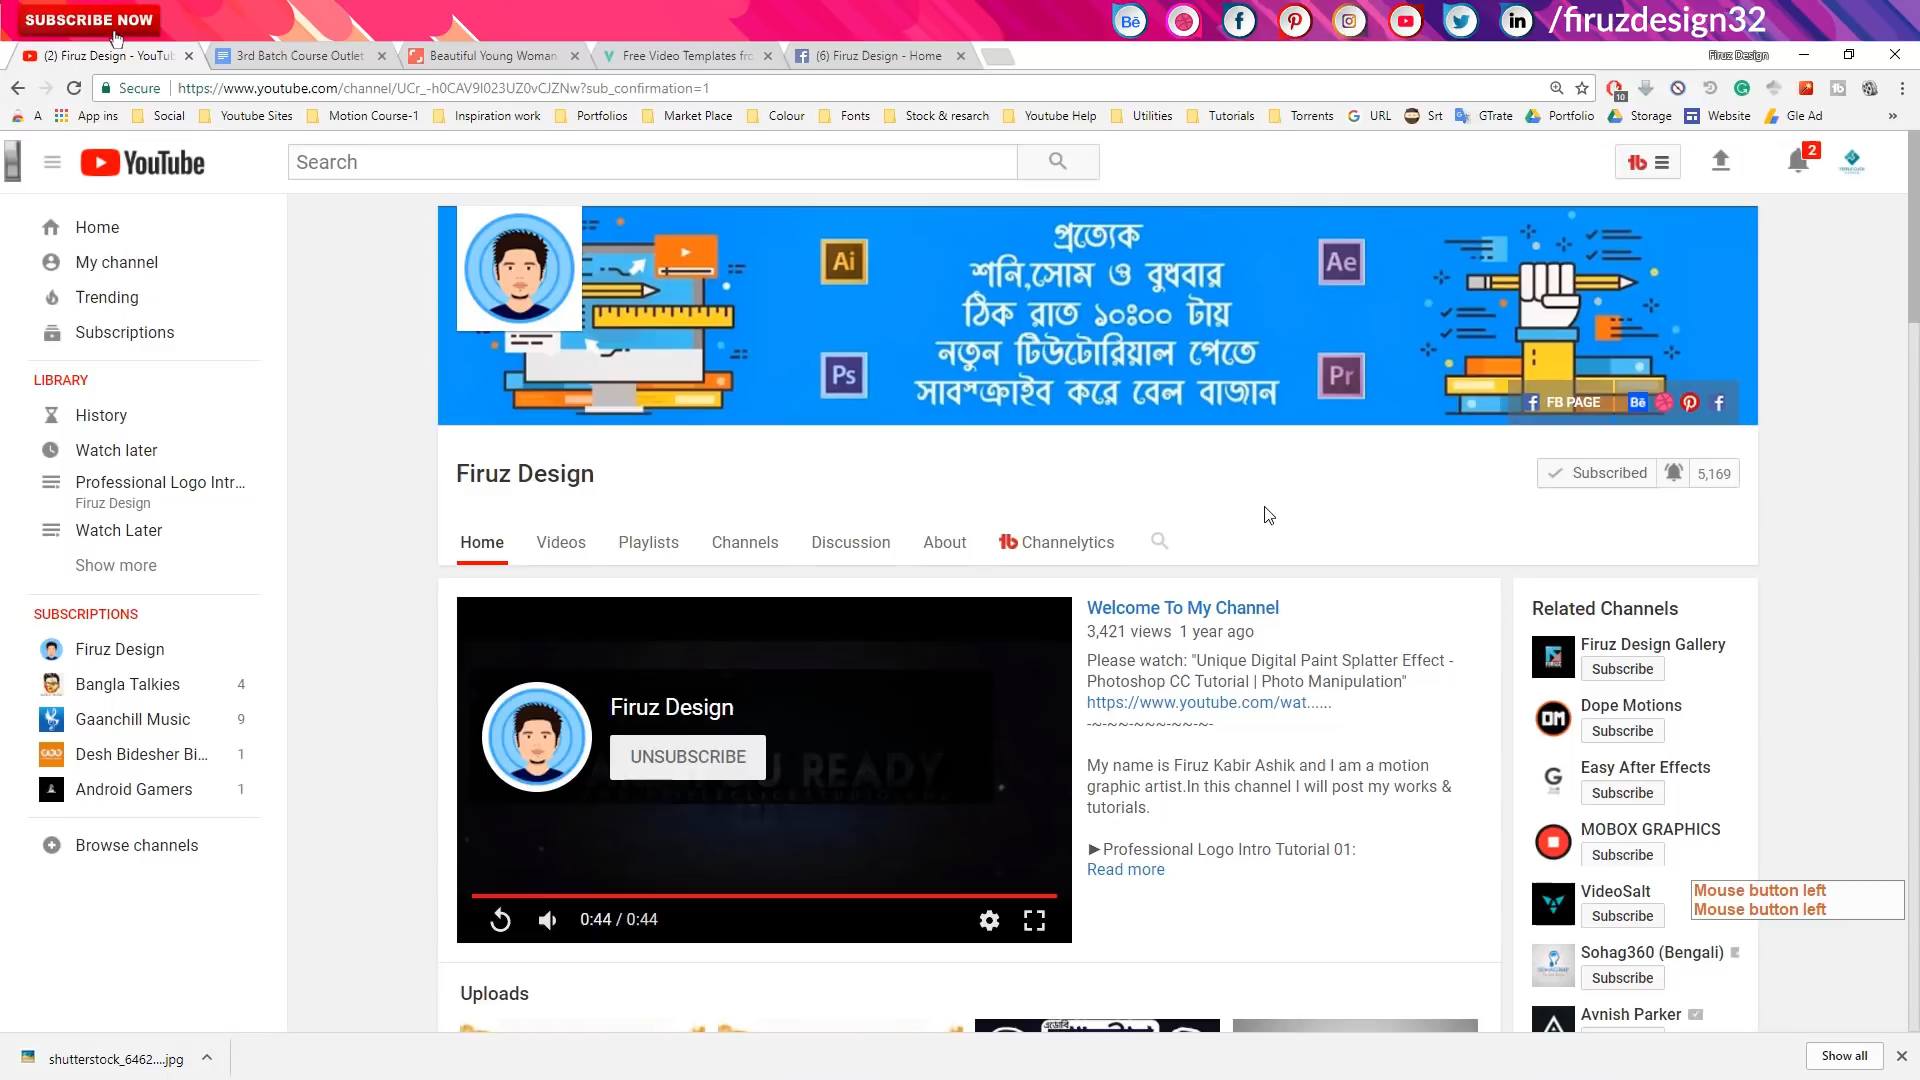 SUBSCRIBE NOW
/firuzdesign32
(2) Firuz Design - YouTub
3rd Batch Course Outlet
Beautiful Young Woman
Free Video Templates fro
(6) Firuz Design - Home
Firuz Design
Secure
https://www.youtube.com/channel/UCr_-h0CAV9I023UZ0vCJZNw?sub_confirmation=1
10
A
App ins
Social
Youtube Sites
Motion Course-1
Inspiration work
Portfolios
Market Place
Colour
Fonts
Stock & resarch
Youtube Help
Utilities
Tutorials
Torrents
URL
Srt
GTrate
Portfolio
Storage
Website
Gle Ad
YouTube
Search
2
Home
My channel
Trending
Subscriptions
LIBRARY
History
Watch later
Professional Logo Intr...
Firuz Design
Watch Later
Show more
SUBSCRIPTIONS
Firuz Design
Bangla Talkies 4
Gaanchill Music 9
Desh Bidesher Bi... 1
Android Gamers 1
Browse channels
প্রত্যেক
শনি,সোম ও বুধবার
ঠিক রাত ১০ঃ০০ টায়
নতুন টিউটোরিয়াল পেতে
সাবস্ক্রাইব করে বেল বাজান
Ai
Ae
Ps
Pr
FB PAGE
Firuz Design
Subscribed
5,169
Home
Videos
Playlists
Channels
Discussion
About
Channelytics
Firuz Design
UNSUBSCRIBE
0:44 / 0:44
Welcome To My Channel
3,421 views 1 year ago
Please watch: "Unique Digital Paint Splatter Effect -
Photoshop CC Tutorial | Photo Manipulation"
https://www.youtube.com/wat......
-~-~~-~~~-~~-~-
My name is Firuz Kabir Ashik and I am a motion
graphic artist.In this channel I will post my works &
tutorials.
►Professional Logo Intro Tutorial 01:
Read more
Uploads
Related Channels
Firuz Design Gallery
Subscribe
Dope Motions
Subscribe
Easy After Effects
Subscribe
MOBOX GRAPHICS
Subscribe
VideoSalt
Subscribe
Sohag360 (Bengali)
Subscribe
Avnish Parker
Mouse button left
Mouse button left
shutterstock_6462....jpg
Show all